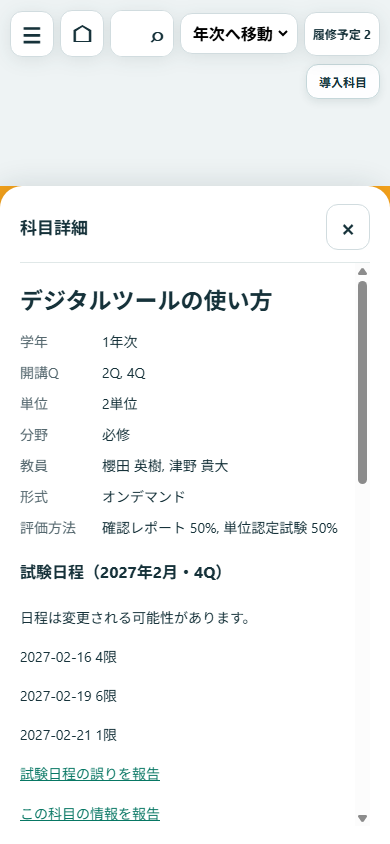 年次へ移動
履修予定 2
導入科目
科目詳細
×
デジタルツールの使い方
学年 1年次
開講Q 2Q, 4Q
単位 2単位
分野 必修
教員 櫻田 英樹, 津野 貴大
形式 オンデマンド
評価方法 確認レポート 50%, 単位認定試験 50%
試験日程（2027年2月・4Q）
日程は変更される可能性があります。
2027-02-16 4限
2027-02-19 6限
2027-02-21 1限
試験日程の誤りを報告
この科目の情報を報告